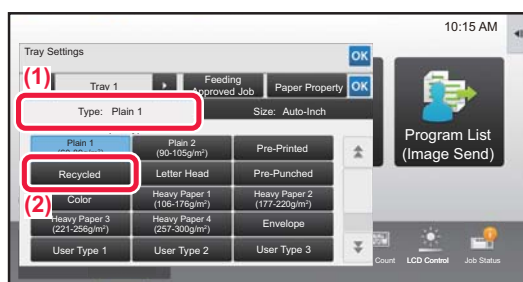 10:15 AM
Tray Settings
OK
(1)
Tray 1
Feeding
Approved Job
Paper Property
OK
Type: Plain 1
Size: Auto-Inch
Plain 1
Plain 2
(90-105g/m²)
Pre-Printed
Recycled
Letter Head
Pre-Punched
(2)
Color
Heavy Paper 1
(106-176g/m²)
Heavy Paper 2
(177-220g/m²)
Heavy Paper 3
(221-256g/m²)
Heavy Paper 4
(257-300g/m²)
Envelope
User Type 1
User Type 2
User Type 3
Program List
(Image Send)
Count
LCD Control
Job Status